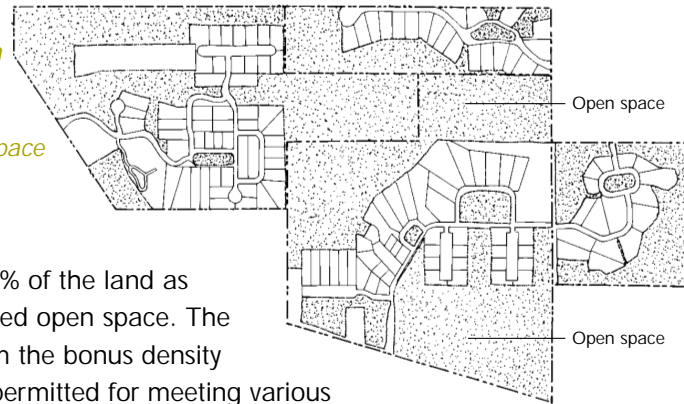 pace
Open space
Open space
% of the land as
ed open space. The
the bonus density
permitted for meeting various